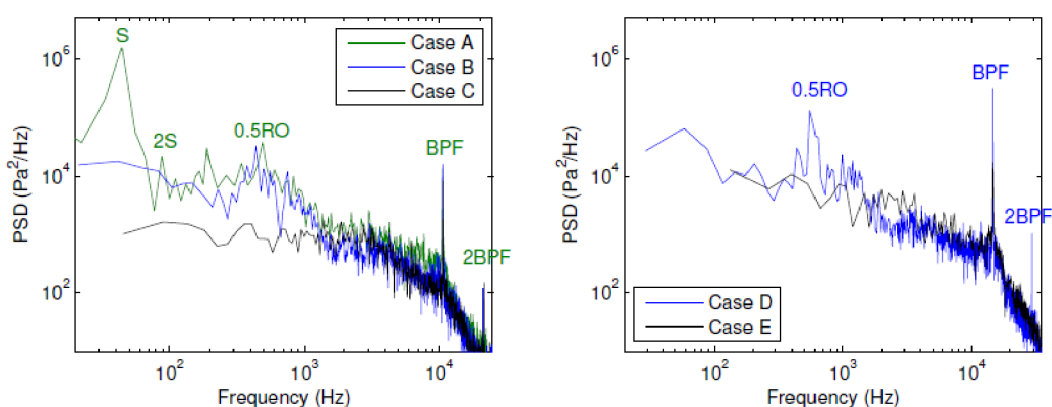 S
Case A
Case B
Case C
10^6
2S
0.5RO
BPF
10^4
2BPF
10^2
PSD (Pa^2/Hz)
10^2
10^3
10^4
Frequency (Hz)
10^6
BPF
0.5RO
10^4
2BPF
10^2
PSD (Pa^2/Hz)
Case D
Case E
10^2
10^3
10^4
Frequency (Hz)